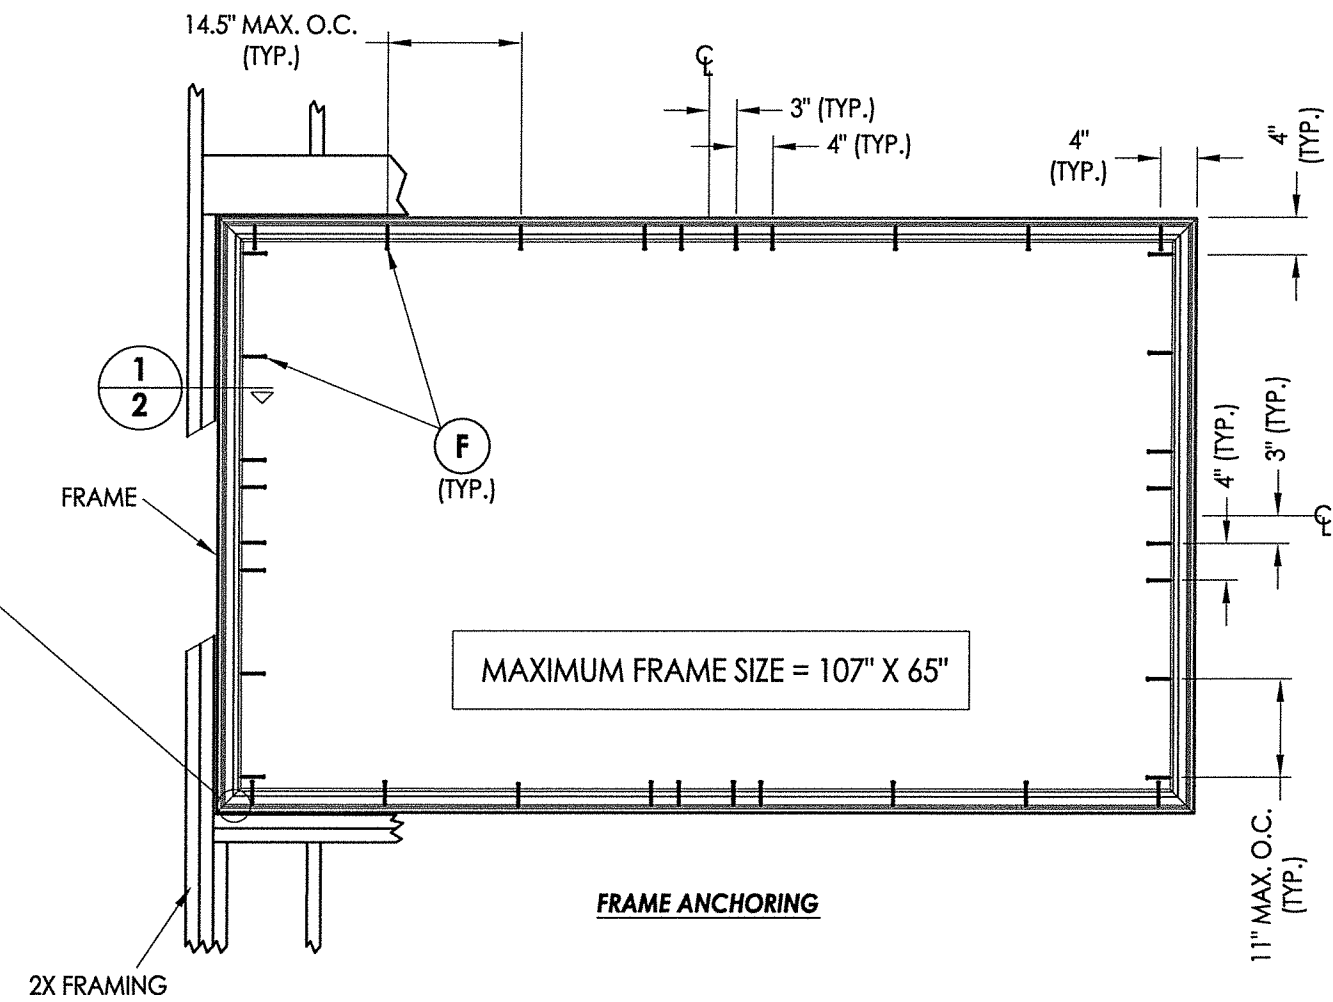 14.5" MAX. O.C.
(TYP.)
℄
3" (TYP.)
4" (TYP.)
4"
(TYP.)
4"
(TYP.)
1
2
F
(TYP.)
FRAME
4" (TYP.)
3" (TYP.)
℄
MAXIMUM FRAME SIZE = 107" X 65"
11" MAX. O.C.
(TYP.)
FRAME ANCHORING
2X FRAMING